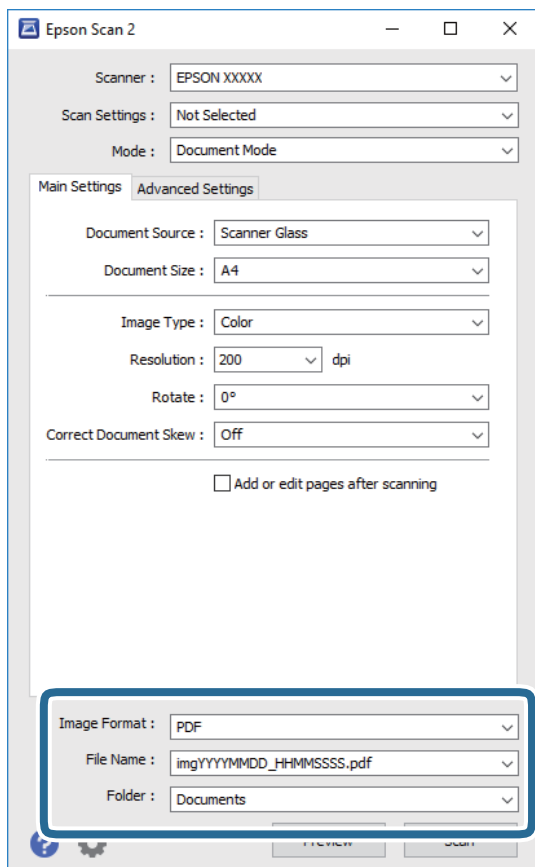 Epson Scan 2
Scanner : EPSON XXXXX
Scan Settings : Not Selected
Mode : Document Mode
Main Settings Advanced Settings
Document Source : Scanner Glass
Document Size : A4
Image Type : Color
Resolution : 200 dpi
Rotate : 0°
Correct Document Skew : Off
Add or edit pages after scanning
Image Format : PDF
File Name : imgYYYYMMDD_HHMMSSSS.pdf
Folder : Documents
? Preview Scan